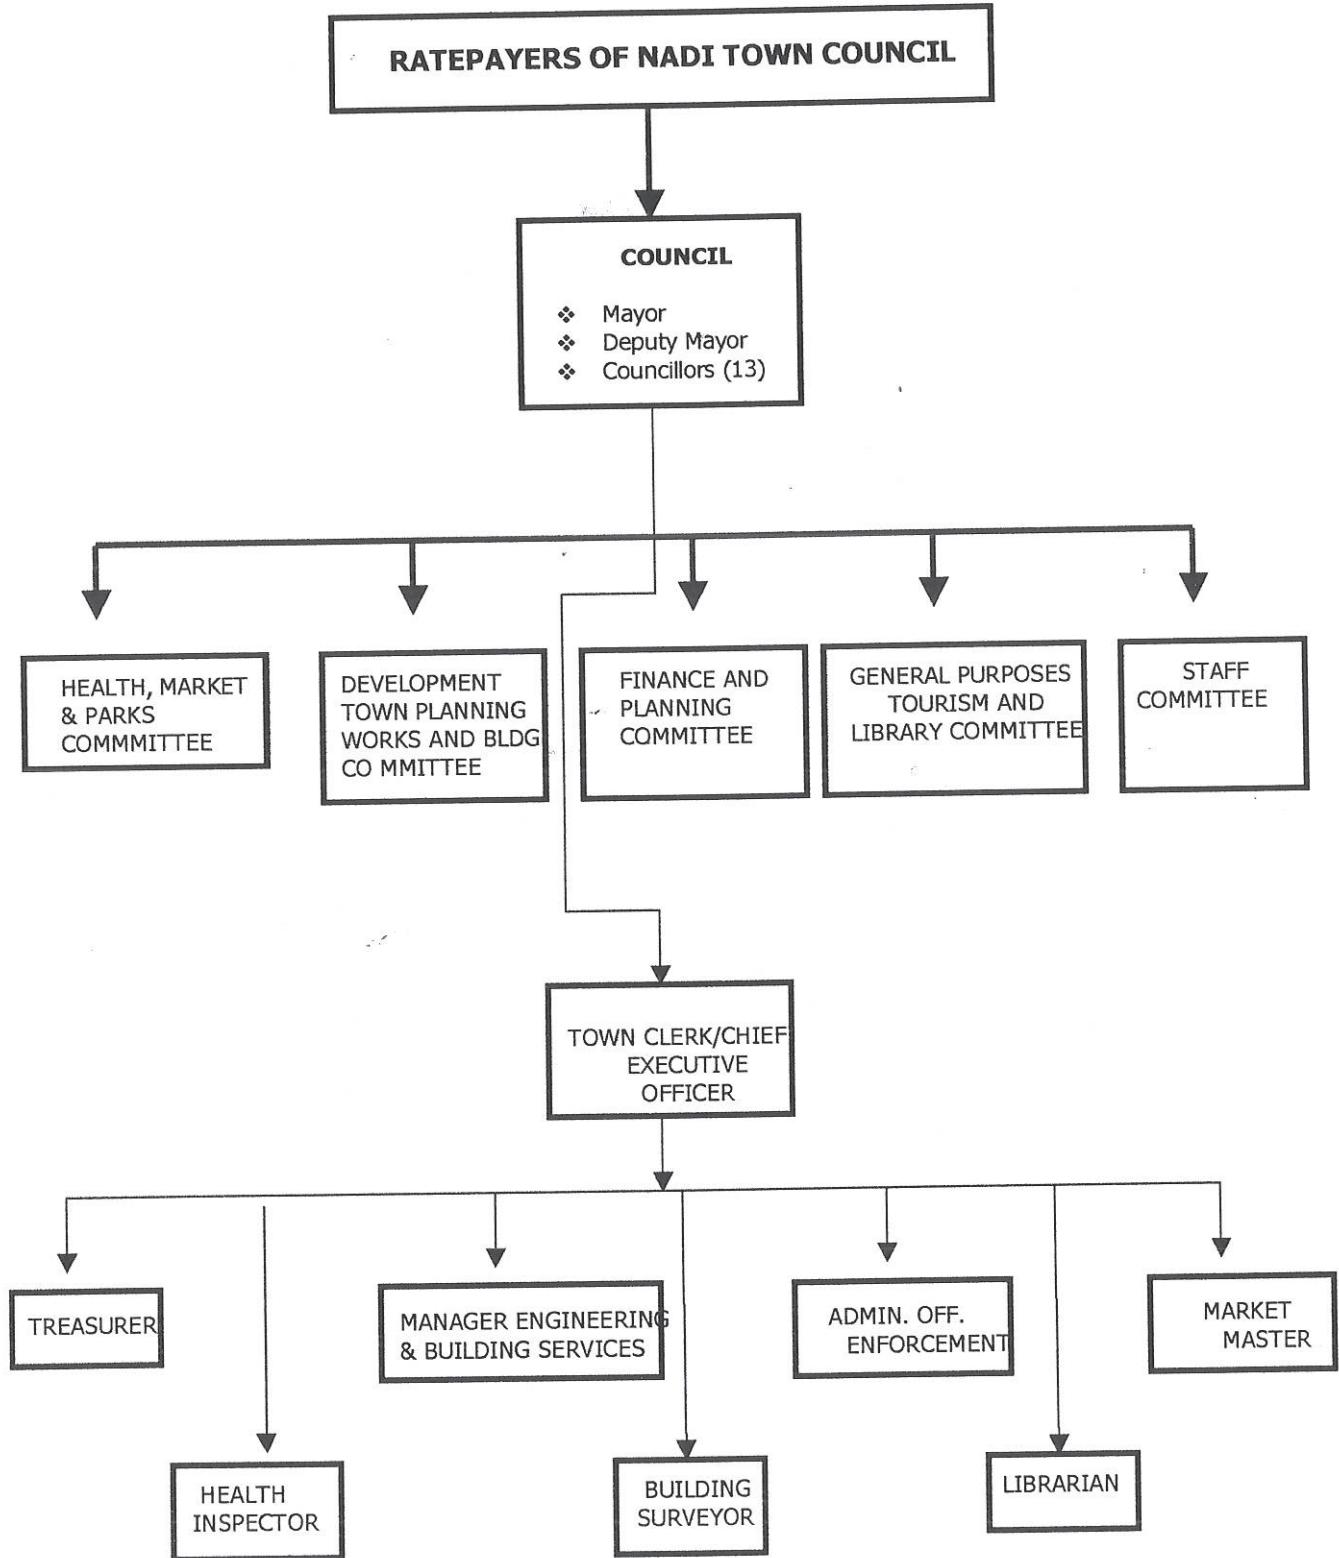 RATEPAYERS OF NADI TOWN COUNCIL
COUNCIL
❖ Mayor
❖ Deputy Mayor
❖ Councillors (13)
HEALTH, MARKET
& PARKS
COMMMITTEE
DEVELOPMENT
TOWN PLANNING
WORKS AND BLDG
CO MMITTEE
FINANCE AND
PLANNING
COMMITTEE
GENERAL PURPOSES
TOURISM AND
LIBRARY COMMITTEE
STAFF
COMMITTEE
TOWN CLERK/CHIEF
EXECUTIVE
OFFICER
TREASURER
MANAGER ENGINEERING
& BUILDING SERVICES
ADMIN. OFF.
ENFORCEMENT
MARKET
MASTER
HEALTH
INSPECTOR
BUILDING
SURVEYOR
LIBRARIAN